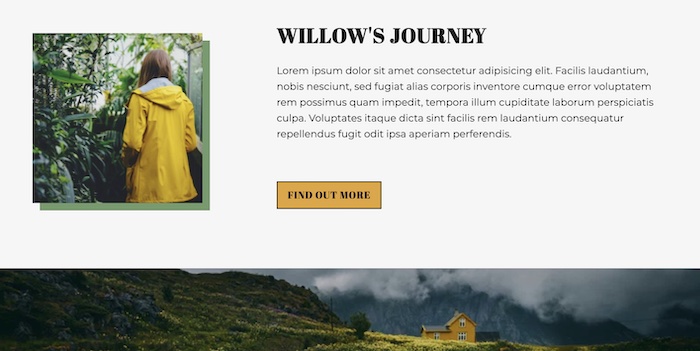 WILLOW'S JOURNEY
Lorem ipsum dolor sit amet consectetur adipisicing elit. Facilis laudantium,
nobis nesciunt, sed fugiat alias corporis inventore cumque error voluptatem
rem possimus quam impedit, tempora illum cupiditate laborum perspiciatis
culpa. Voluptates itaque dicta sint facilis rem laudantium consequatur
repellendus fugit odit ipsa aperiam perferendis.
FIND OUT MORE